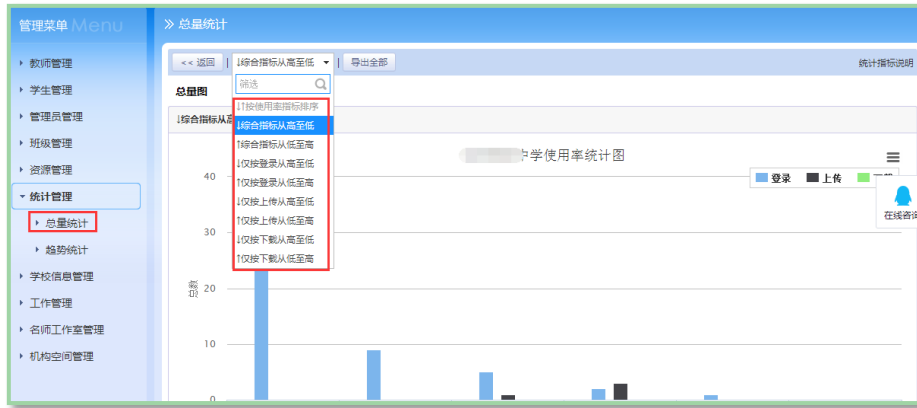 管理菜单 Menu
>> 总量统计
教师管理
学生管理
管理员管理
班级管理
资源管理
统计管理
总量统计
趋势统计
学校信息管理
工作管理
名师工作室管理
机构空间管理
<< 返回 | ↓综合指标从高至低 | 导出全部
统计指标说明
总量图
筛选
↓综合指标从高
↓↑按使用率指标排序
↓综合指标从高至低
↑综合指标从低至高
↓仅按登录从高至低
↑仅按登录从低至高
↓仅按上传从高至低
↑仅按上传从低至高
↓仅按下载从高至低
↑仅按下载从低至高
中学使用率统计图
登录 上传
在线咨询
总数
40
30
20
10
0